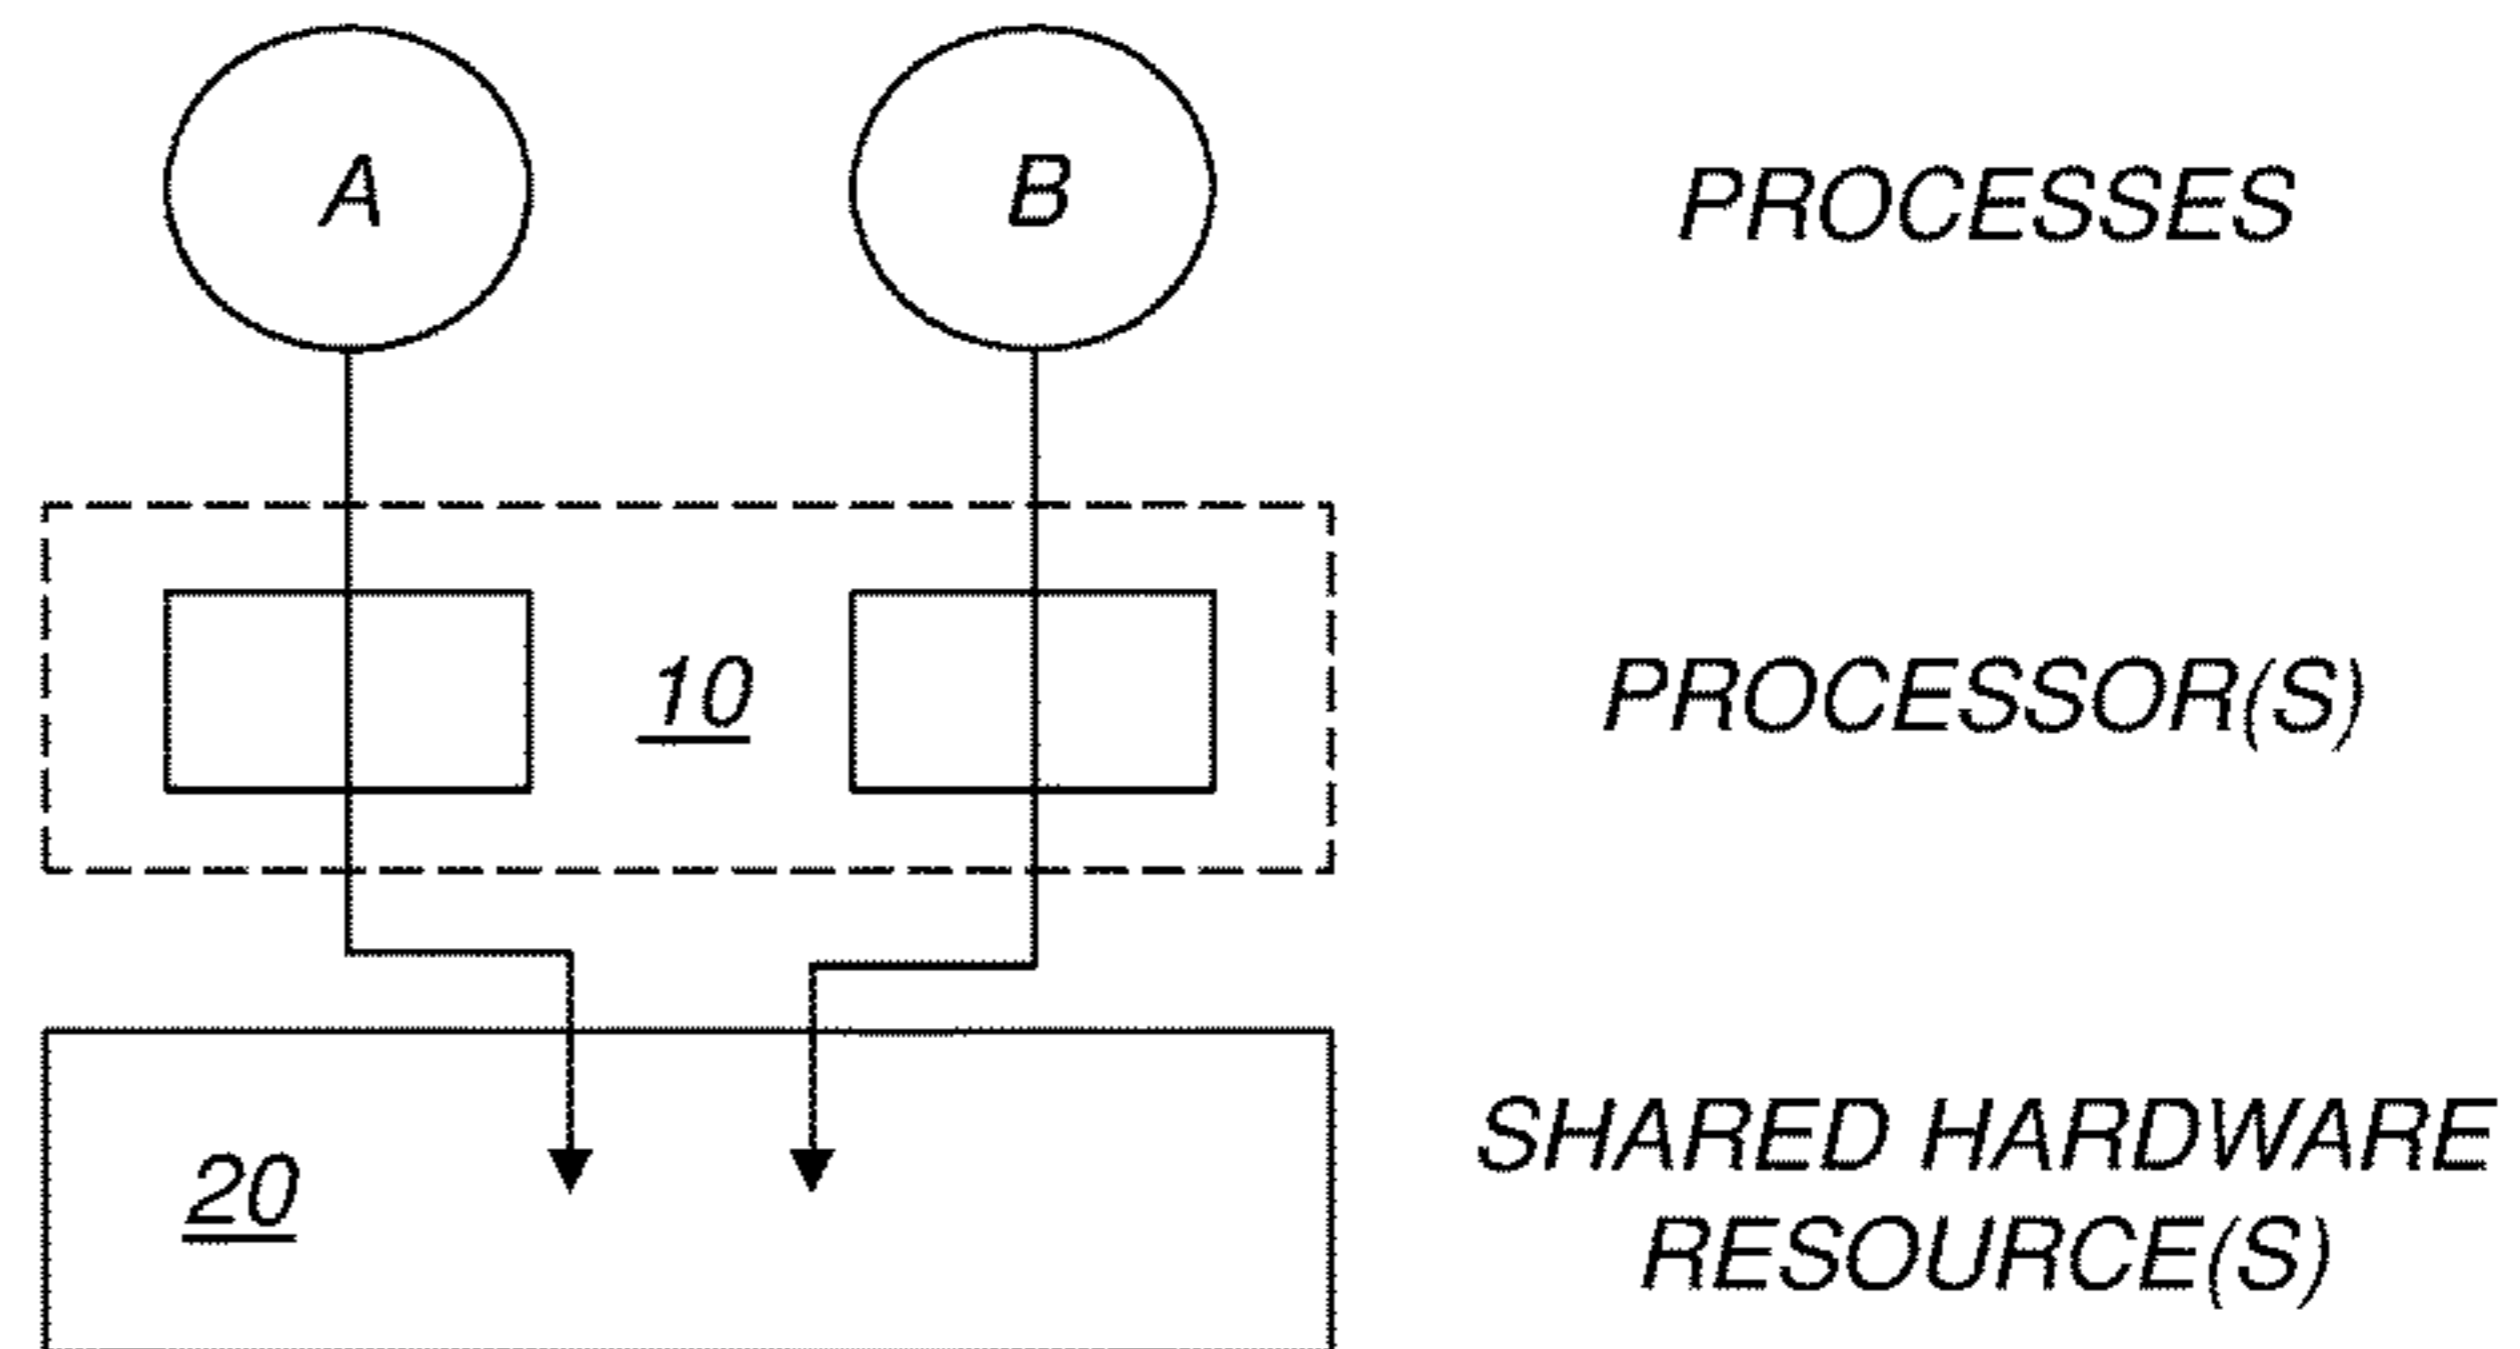 A
B
PROCESSES
10
PROCESSOR(S)
20
SHARED HARDWARE
RESOURCE(S)